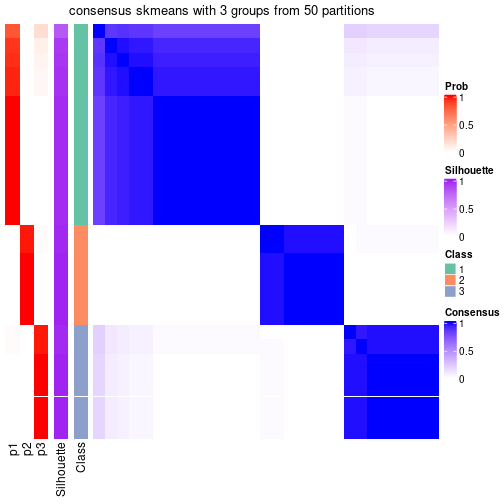 consensus skmeans with 3 groups from 50 partitions
Prob
1
0.5
0
Silhouette
1
0.5
0
Class
1
2
3
Consensus
1
0.5
0
p1
p2
p3
Silhouette
Class